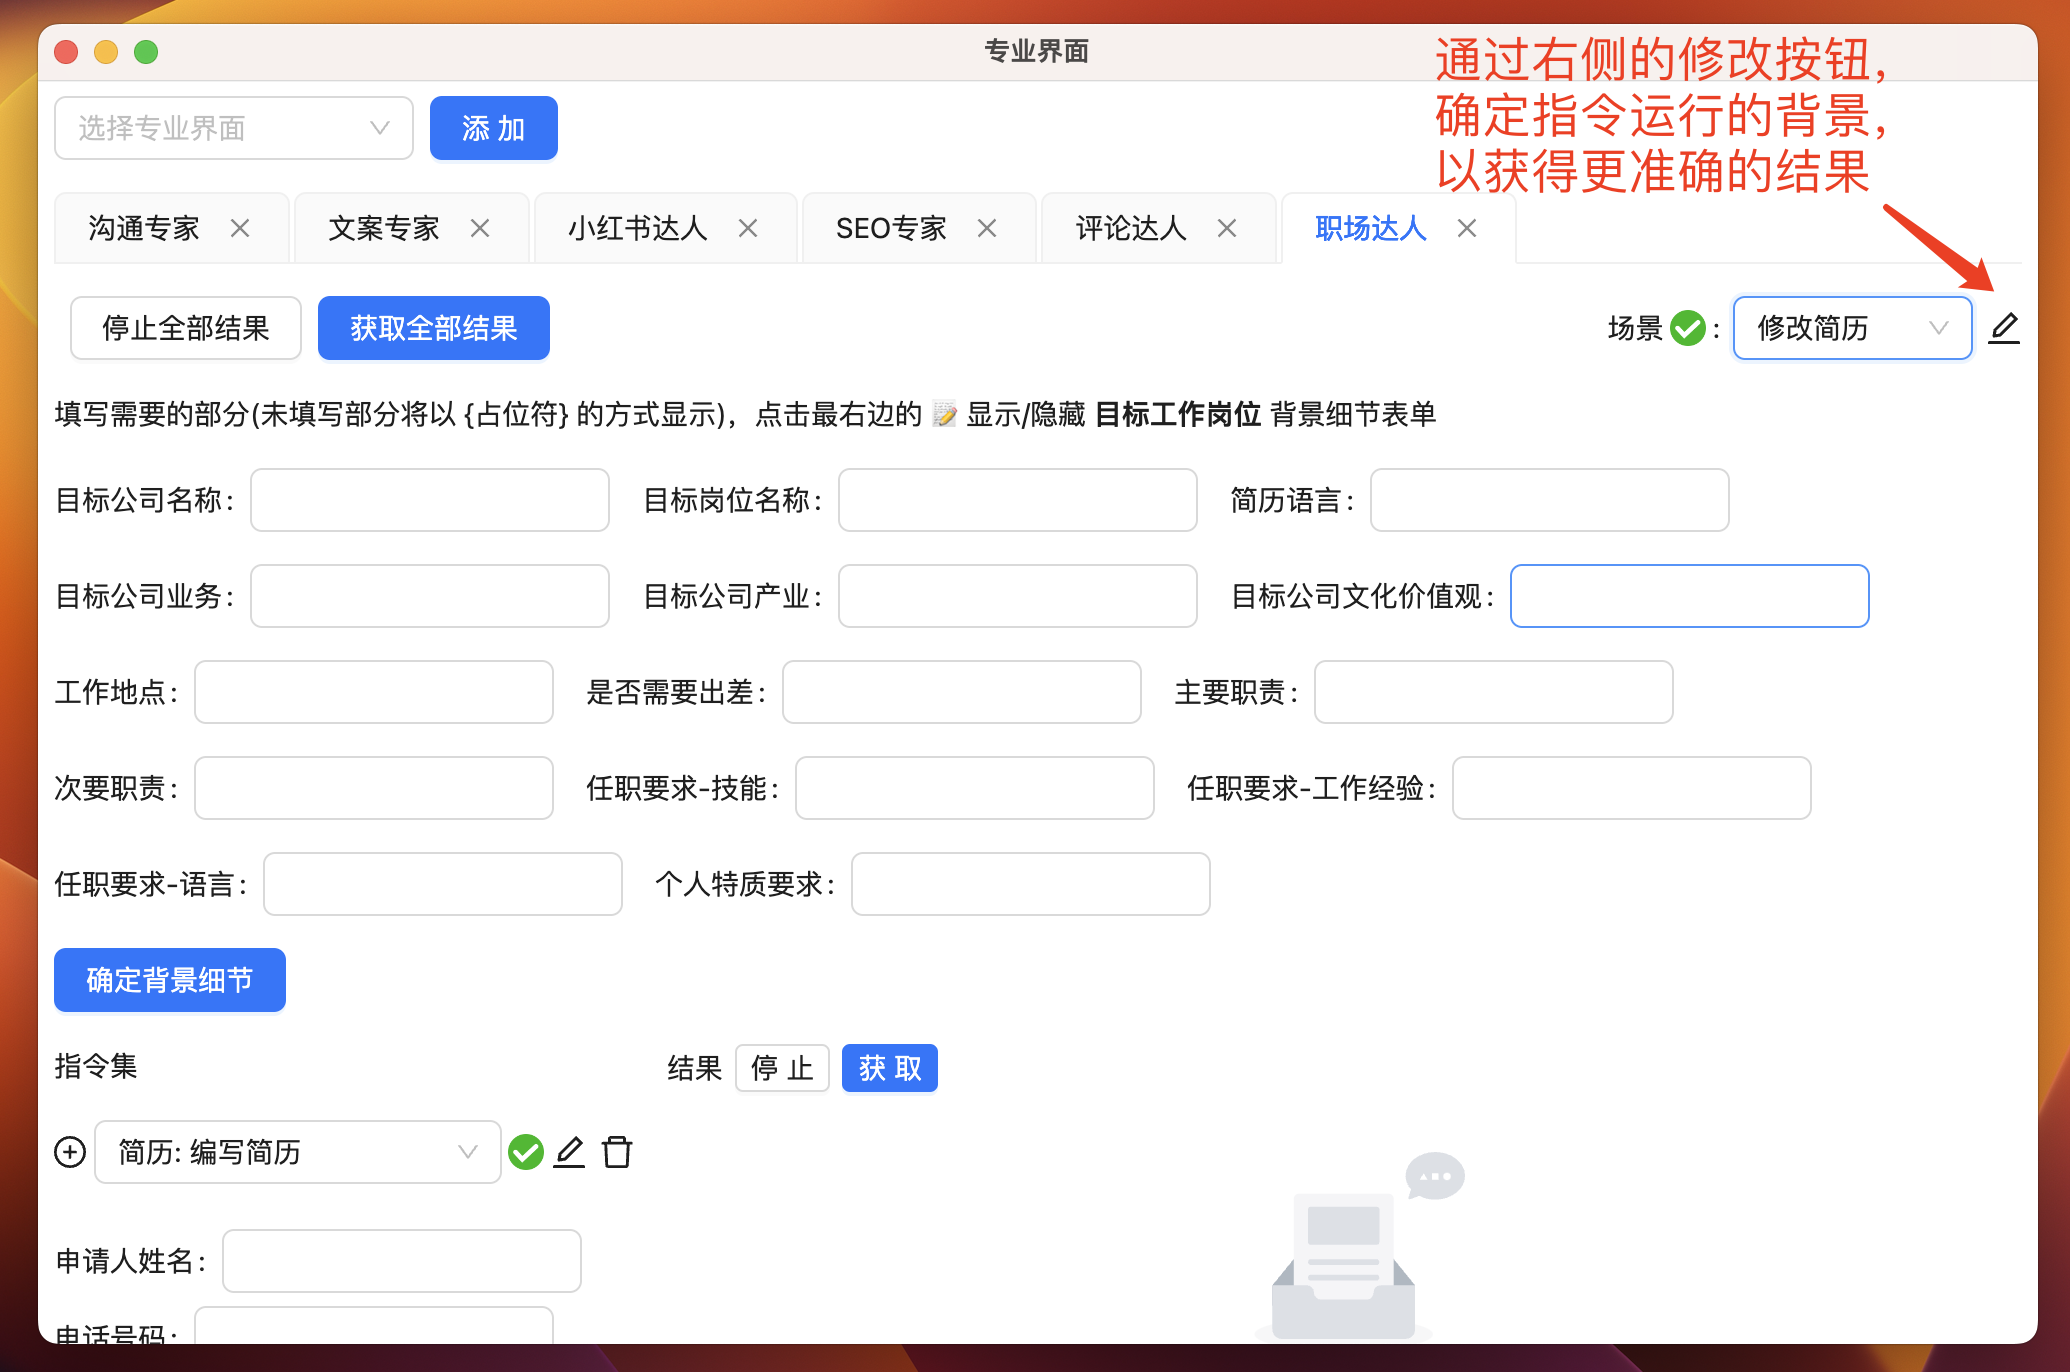 专业界面
通过右侧的修改按钮，
确定指令运行的背景，
以获得更准确的结果
选择专业界面
添 加
沟通专家
文案专家
小红书达人
SEO专家
评论达人
职场达人
停止全部结果
获取全部结果
场景 :
修改简历
填写需要的部分(未填写部分将以 {占位符} 的方式显示)，点击最右边的 📝 显示/隐藏 目标工作岗位 背景细节表单
目标公司名称:
目标岗位名称:
简历语言:
目标公司业务:
目标公司产业:
目标公司文化价值观:
工作地点:
是否需要出差:
主要职责:
次要职责:
任职要求-技能:
任职要求-工作经验:
任职要求-语言:
个人特质要求:
确定背景细节
指令集
结果
停 止
获 取
简历: 编写简历
申请人姓名:
电话号码: